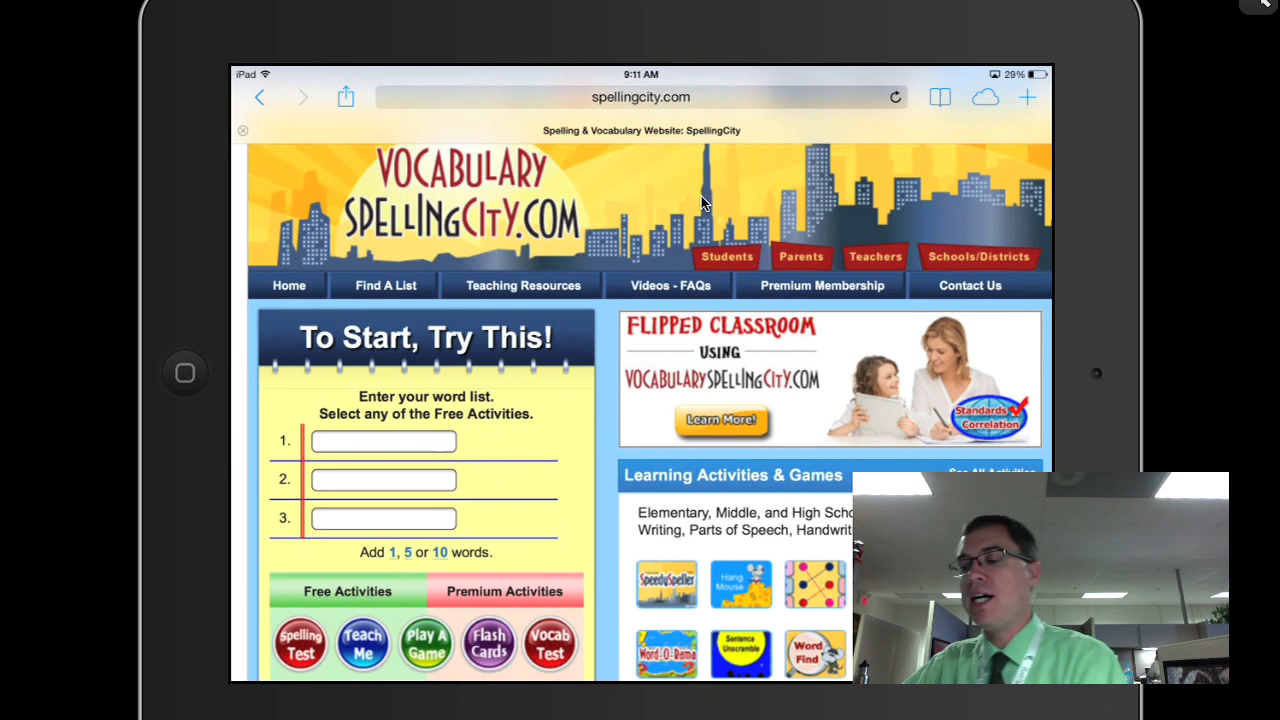 iPad 9:11 AM 29%
spellingcity.com
Spelling & Vocabulary Website: SpellingCity
VOCABULARY
SPELLINGCITY.COM
Students Parents Teachers Schools/Districts
Home Find A List Teaching Resources Videos - FAQs Premium Membership Contact Us
To Start, Try This!
Enter your word list.
Select any of the Free Activities.
1.
2.
3.
Add 1, 5 or 10 words.
Free Activities Premium Activities
Spelling Test
Teach Me
Play A Game
Flash Cards
Vocab Test
FLIPPED CLASSROOM
USING
VOCABULARYSPELLINGCITY.COM
Learn More!
Standards
Correlation
Learning Activities & Games See All Activities
Elementary, Middle, and High Scho
Writing, Parts of Speech, Handwrit
SpeedySpeller
Hang
Mouse
Word-O-Rama
Sentence
Unscramble
Word
Find